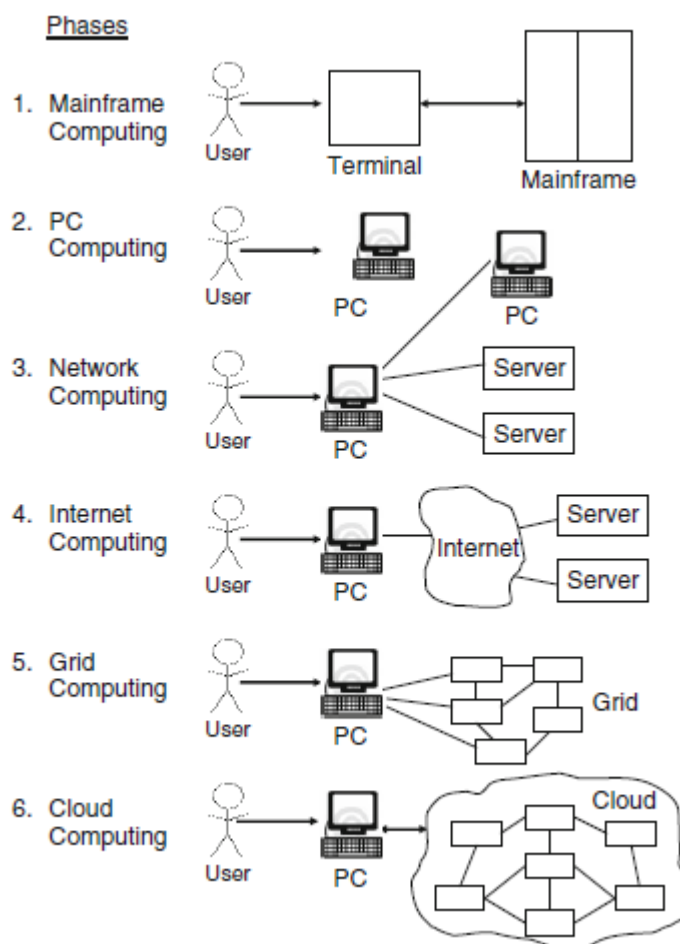 Phases
1. Mainframe
Computing
User
Terminal
Mainframe
2. PC
Computing
User
PC
PC
3. Network
Computing
User
PC
Server
Server
4. Internet
Computing
User
PC
Internet
Server
Server
5. Grid
Computing
User
PC
Grid
6. Cloud
Computing
User
PC
Cloud